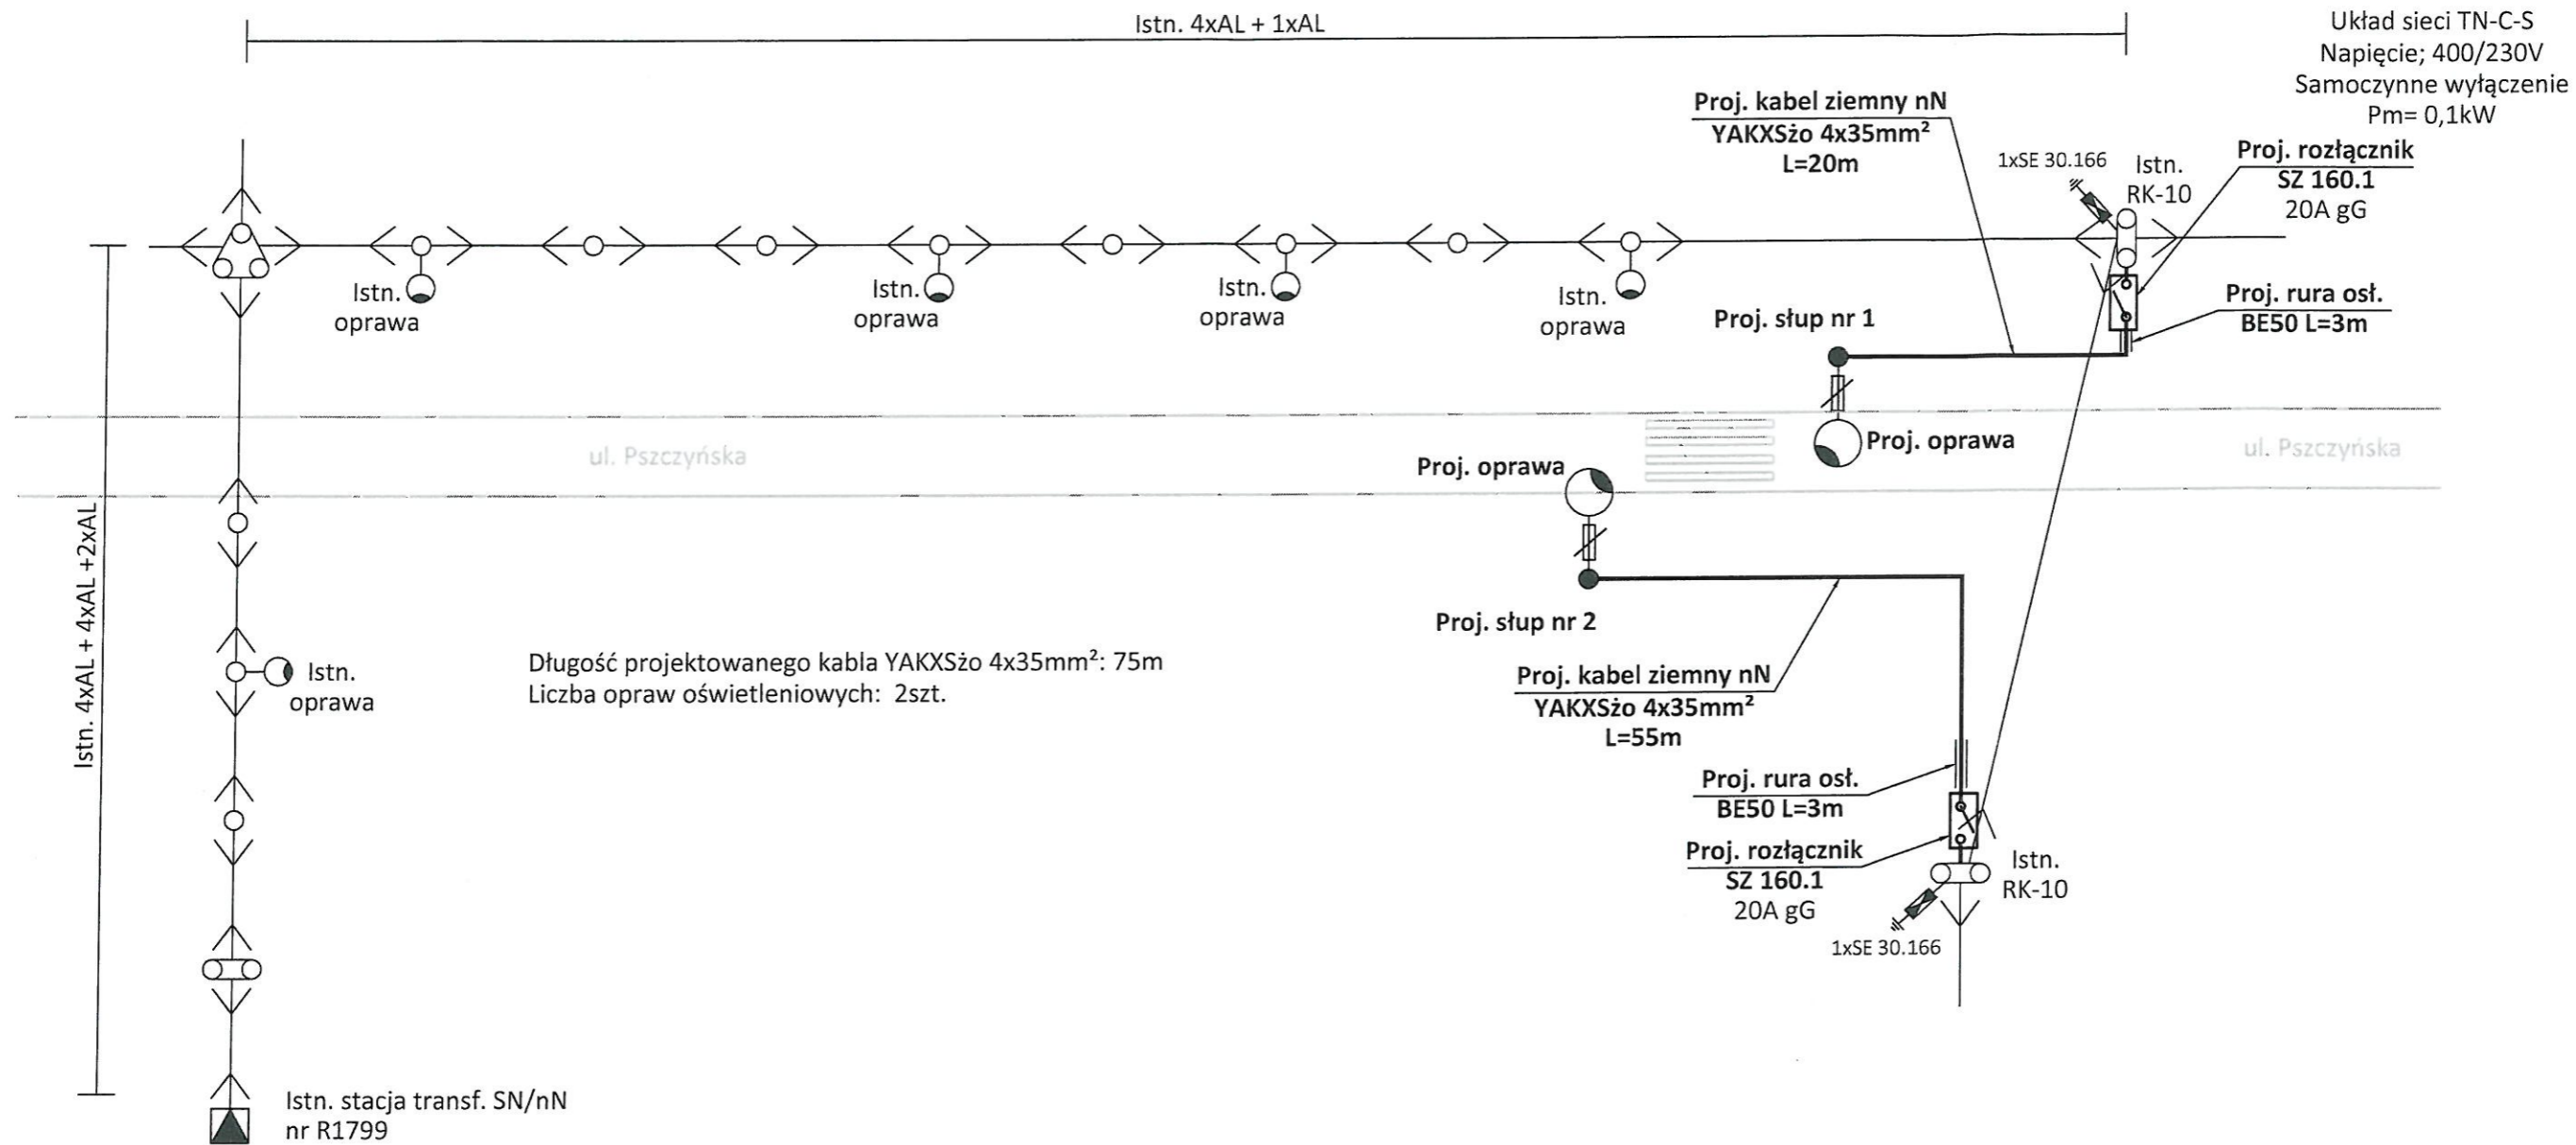 Istn. 4xAL + 1xAL
Układ sieci TN-C-S
Napięcie; 400/230V
Samoczynne wyłączenie
Pm= 0,1kW
Proj. kabel ziemny nN
YAKXSżo 4x35mm²
L=20m
1xSE 30.166
Istn.
RK-10
Proj. rozłącznik
SZ 160.1
20A gG
Istn.
oprawa
Istn.
oprawa
Istn.
oprawa
Istn.
oprawa
Proj. słup nr 1
Proj. rura osł.
BE50 L=3m
ul. Pszczyńska
Proj. oprawa
Proj. oprawa
ul. Pszczyńska
Istn. 4xAL + 4xAL +2xAL
Proj. słup nr 2
Istn.
oprawa
Długość projektowanego kabla YAKXSżo 4x35mm²: 75m
Liczba opraw oświetleniowych: 2szt.
Proj. kabel ziemny nN
YAKXSżo 4x35mm²
L=55m
Proj. rura osł.
BE50 L=3m
Proj. rozłącznik
SZ 160.1
20A gG
Istn.
RK-10
1xSE 30.166
Istn. stacja transf. SN/nN
nr R1799